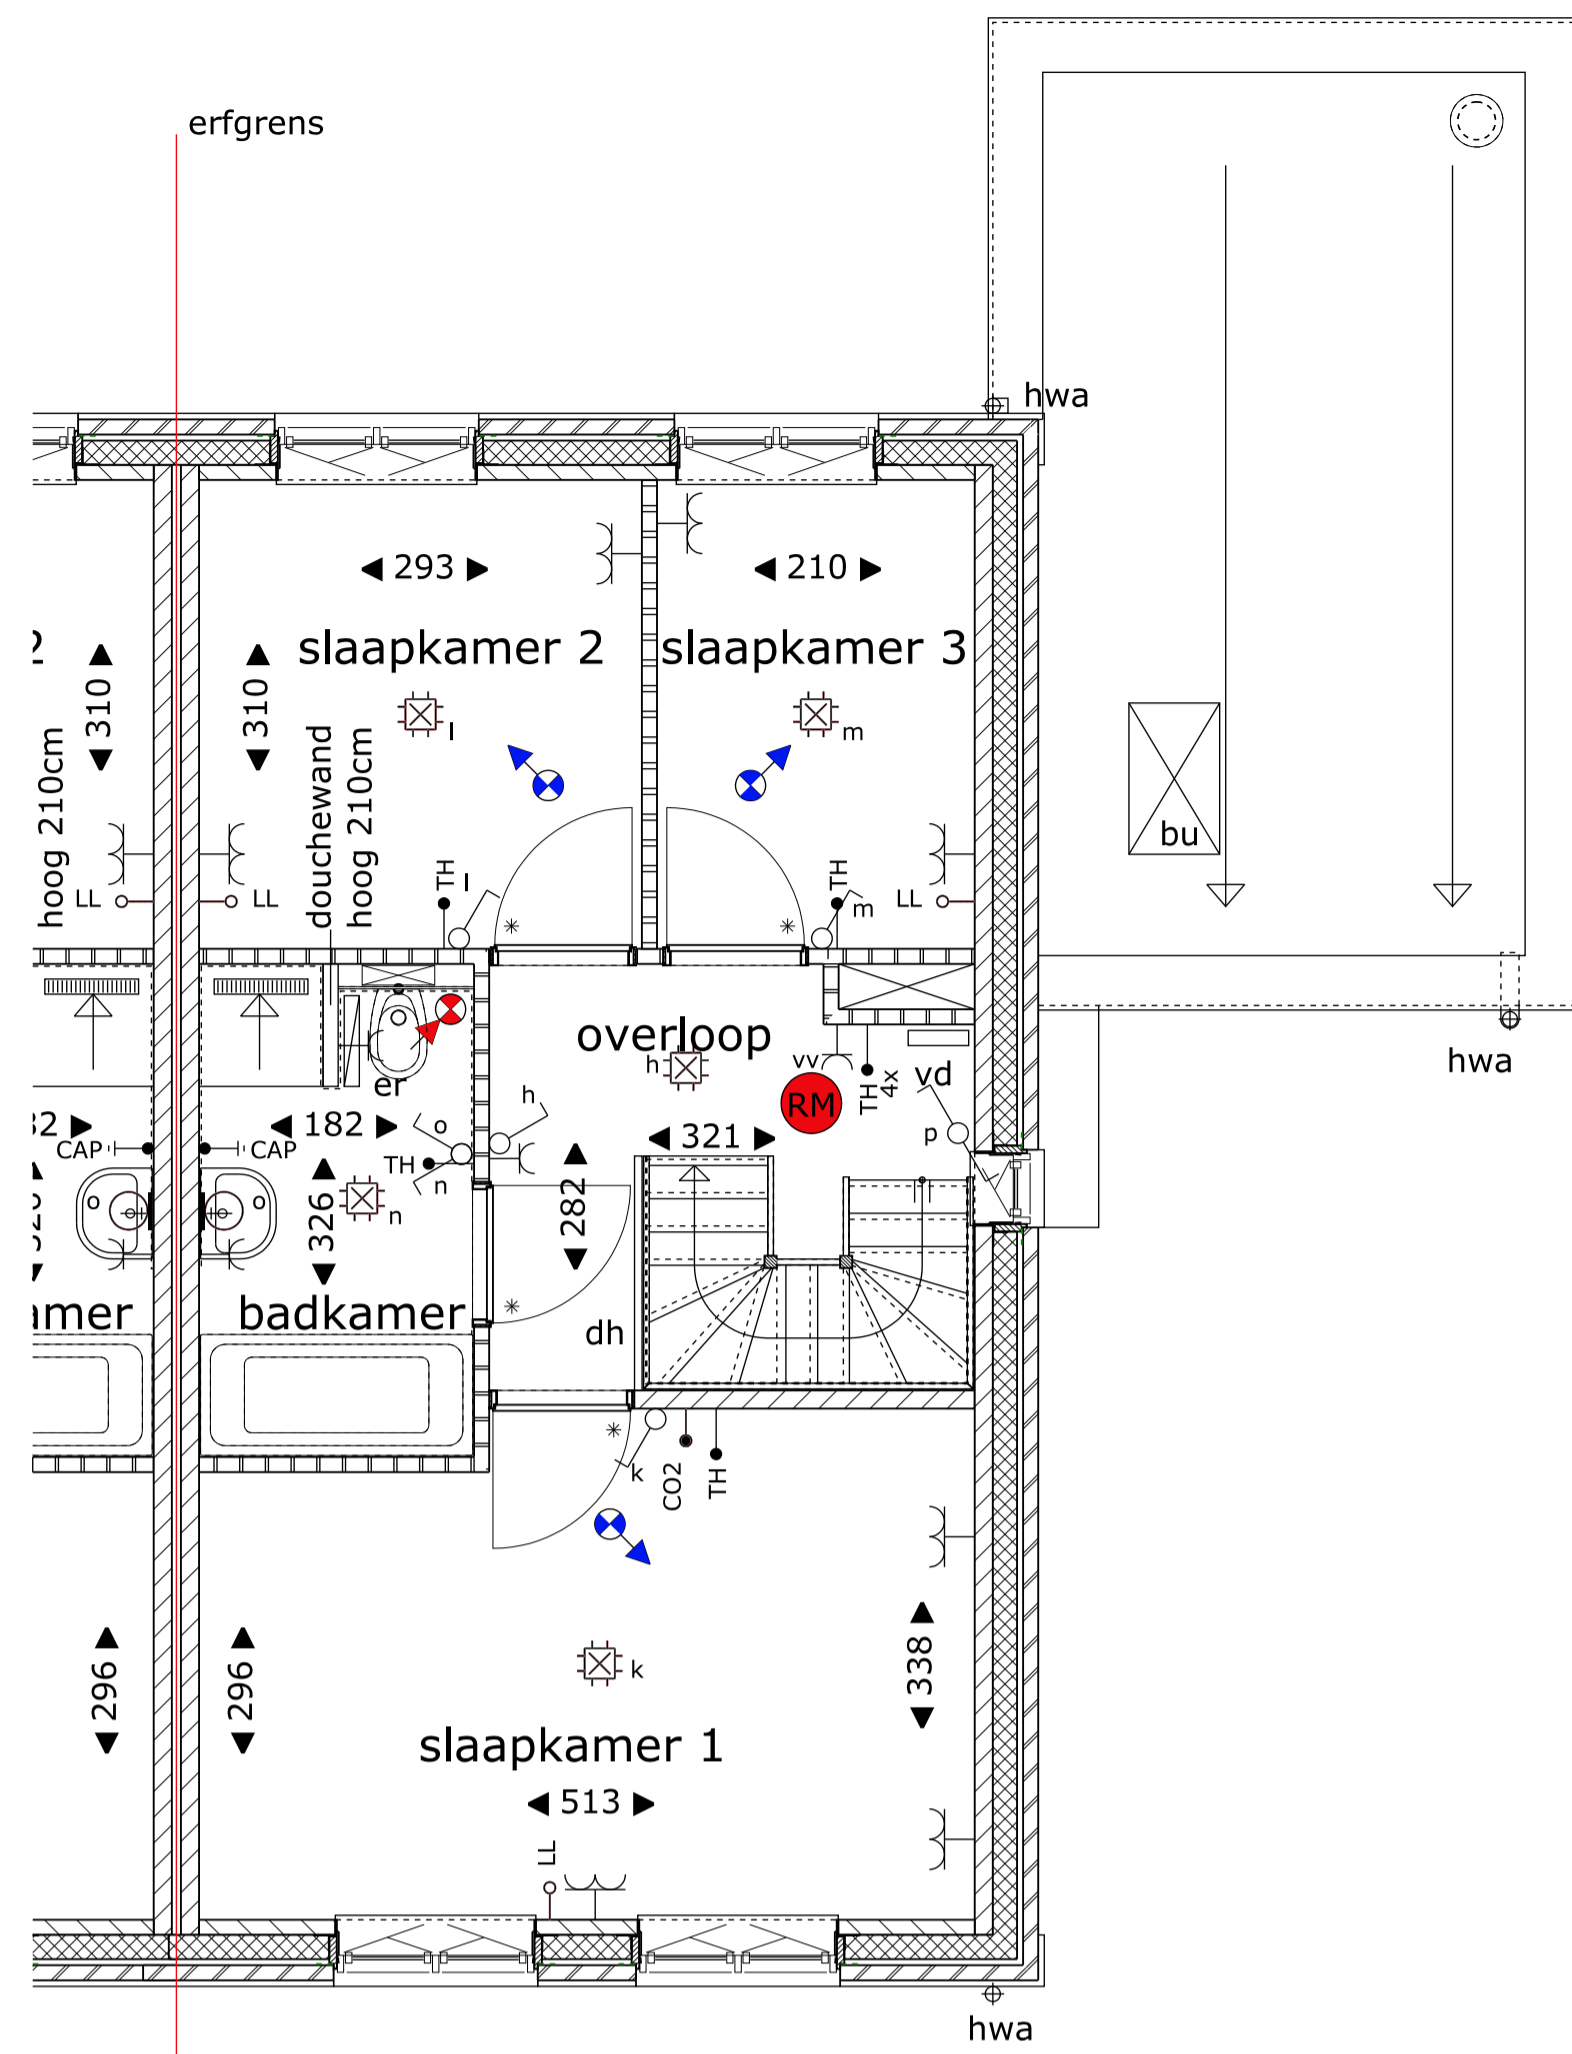 erfgrens
hwa
293
210
2
slaapkamer 2
slaapkamer 3
310
310
l
m
hoog 210cm
douchewand
hoog 210cm
bu
TH
l
TH
m
LL
LL
LL
overloop
h
vv
TH
4x
vd
hwa
er
RM
h
182
o
321
p
CAP
CAP
TH
n
o
o
n
326
282
amer
badkamer
dh
k
CO2
TH
296
296
k
338
slaapkamer 1
513
LL
hwa